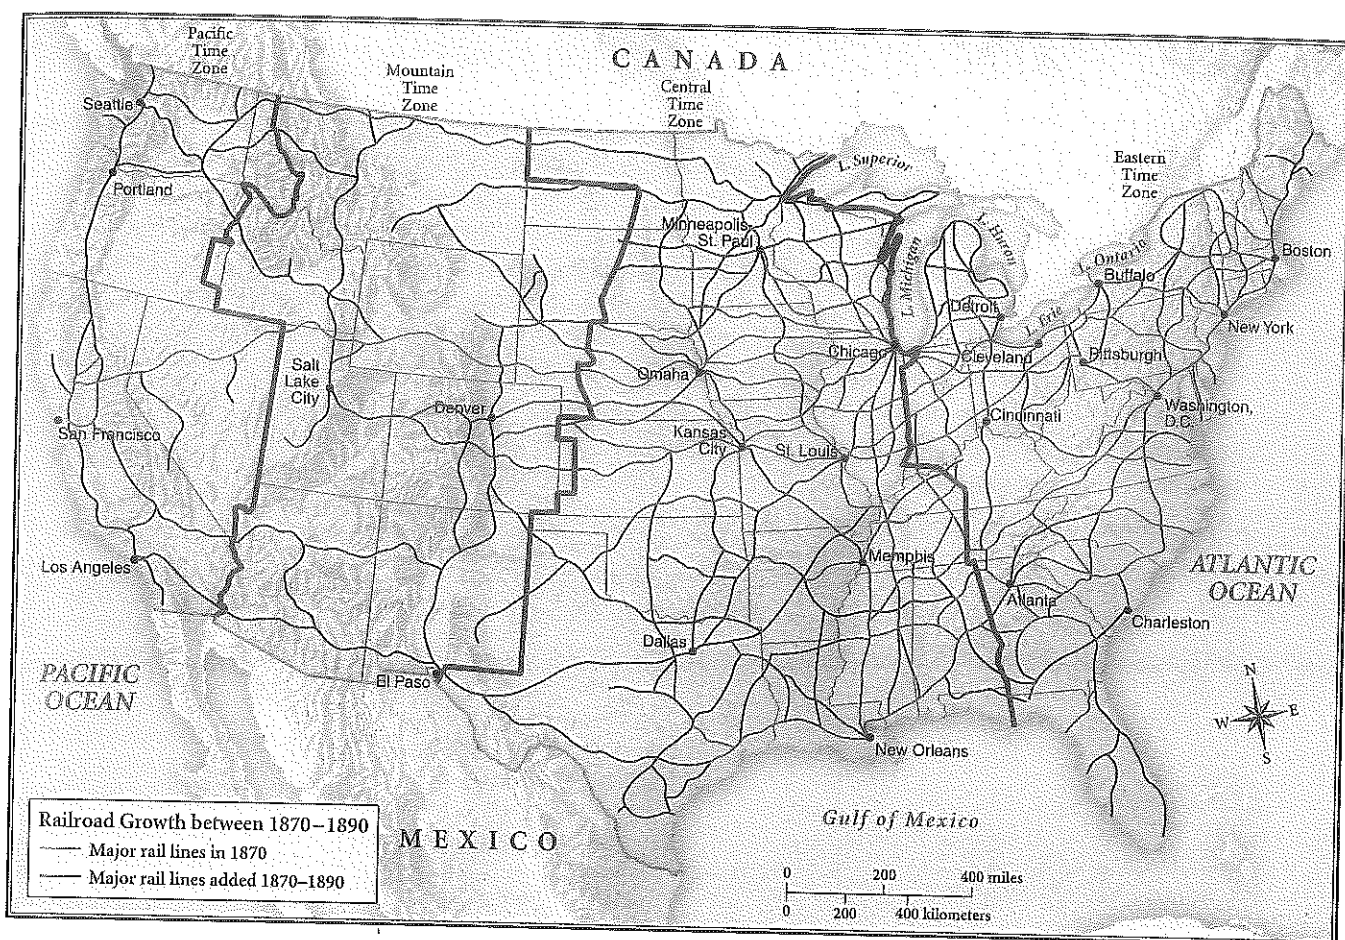 CANADA
Pacific
Time
Zone
Mountain
Time
Zone
Central
Time
Zone
Eastern
Time
Zone
L. Superior
L. Michigan
L. Huron
L. Ontario
L. Erie
Seattle
Portland
Minneapolis-
St. Paul
Boston
Buffalo
Detroit
New York
Chicago
Cleveland
Pittsburgh
Salt
Lake
City
Omaha
Denver
Cincinnati
Washington,
D.C.
San Francisco
Kansas
City
St. Louis
Los Angeles
Memphis
Atlanta
Charleston
ATLANTIC
OCEAN
Dallas
El Paso
PACIFIC
OCEAN
New Orleans
N
W
E
S
MEXICO
Gulf of Mexico
Railroad Growth between 1870–1890
Major rail lines in 1870
Major rail lines added 1870–1890
0 200 400 miles
0 200 400 kilometers